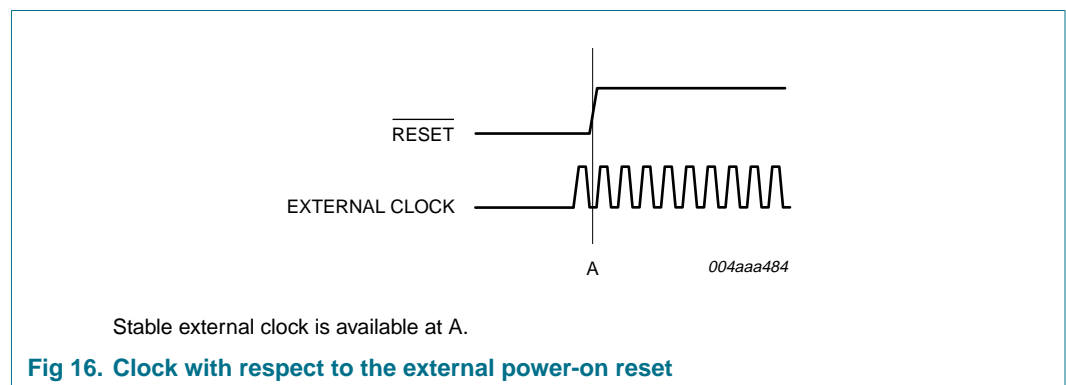 RESET
EXTERNAL CLOCK
A
004aaa484
Stable external clock is available at A.
Fig 16. Clock with respect to the external power-on reset